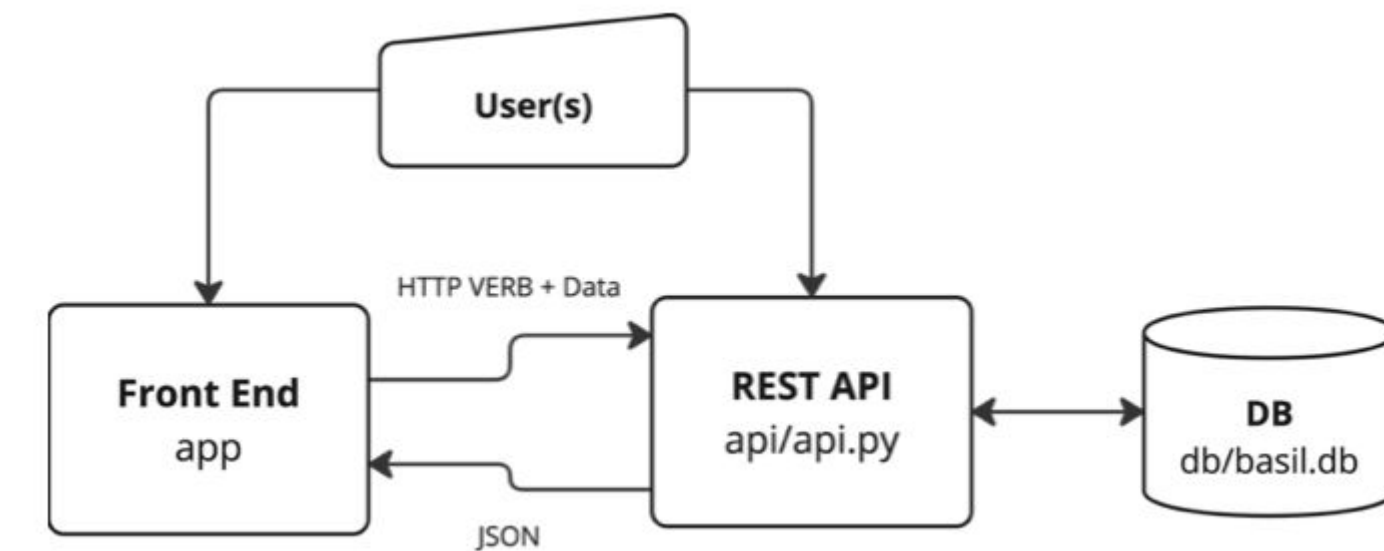 User(s)
HTTP VERB + Data
Front End
app
REST API
api/api.py
DB
db/basil.db
JSON